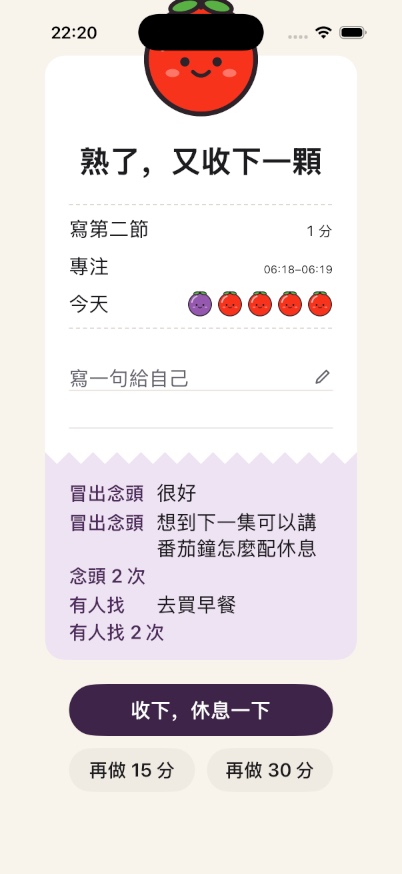 22:20
熟了，又收下一顆
寫第二節 1 分
專注 06:18–06:19
今天
寫一句給自己
冒出念頭 很好
冒出念頭 想到下一集可以講
番茄鐘怎麼配休息
念頭 2 次
有人找 去買早餐
有人找 2 次
收下，休息一下
再做 15 分 再做 30 分